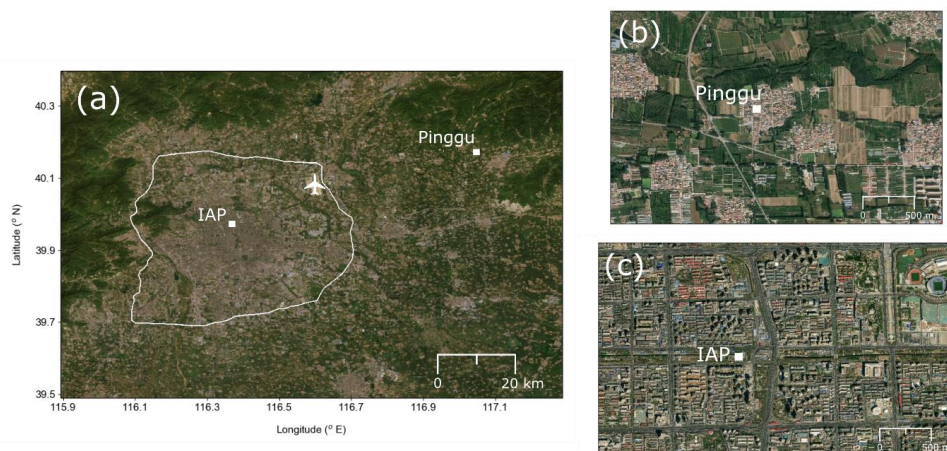 (a)
40.3
40.1
39.9
39.7
39.5
Latitude (° N)
115.9
116.1
116.3
116.5
116.7
116.9
117.1
Longitude (° E)
IAP
Pinggu
0
20 km
(b)
Pinggu
0
500 m
(c)
IAP
0
500 m